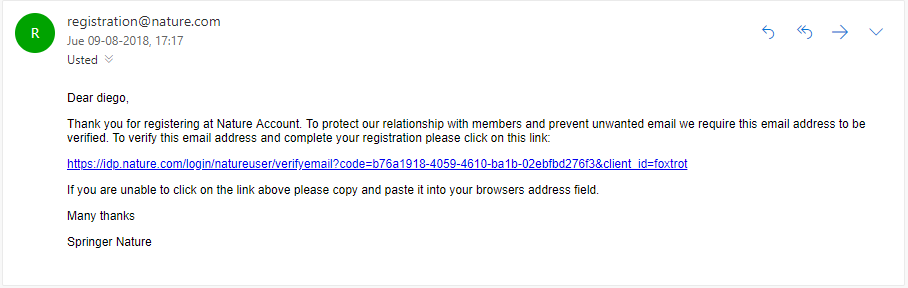 R
registration@nature.com
Jue 09-08-2018, 17:17
Usted
Dear diego,
Thank you for registering at Nature Account. To protect our relationship with members and prevent unwanted email we require this email address to be
verified. To verify this email address and complete your registration please click on this link:
https://idp.nature.com/login/natureuser/verifyemail?code=b76a1918-4059-4610-ba1b-02ebfbd276f3&client_id=foxtrot
If you are unable to click on the link above please copy and paste it into your browsers address field.
Many thanks
Springer Nature